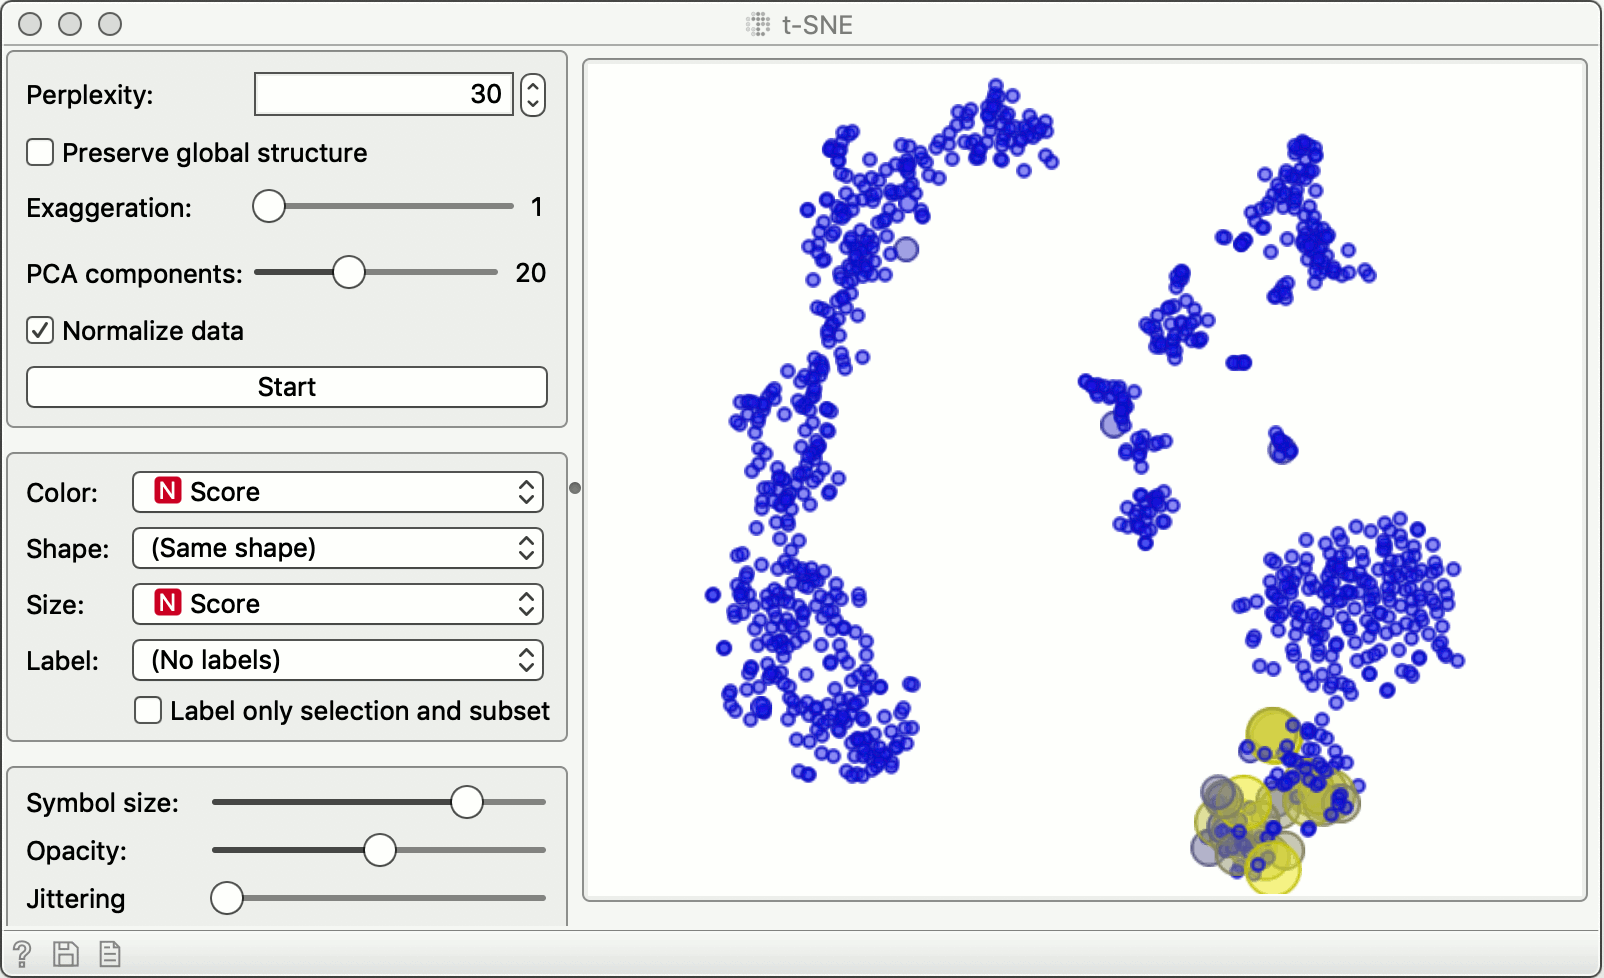 t-SNE
Perplexity: 30
Preserve global structure
Exaggeration: 1
PCA components: 20
Normalize data
Start
Color: N Score
Shape: (Same shape)
Size: N Score
Label: (No labels)
Label only selection and subset
Symbol size:
Opacity:
Jittering
?